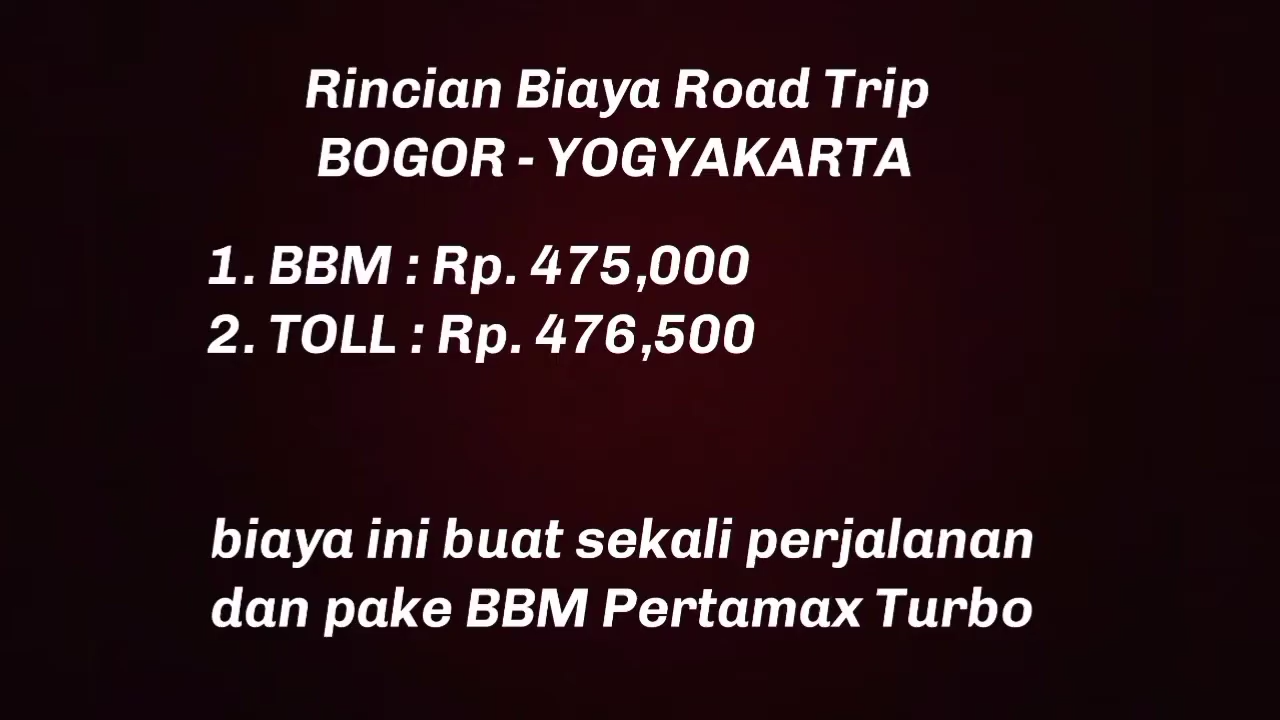 Rincian Biaya Road Trip
BOGOR - YOGYAKARTA
1. BBM : Rp. 475,000
2. TOLL : Rp. 476,500
biaya ini buat sekali perjalanan
dan pake BBM Pertamax Turbo